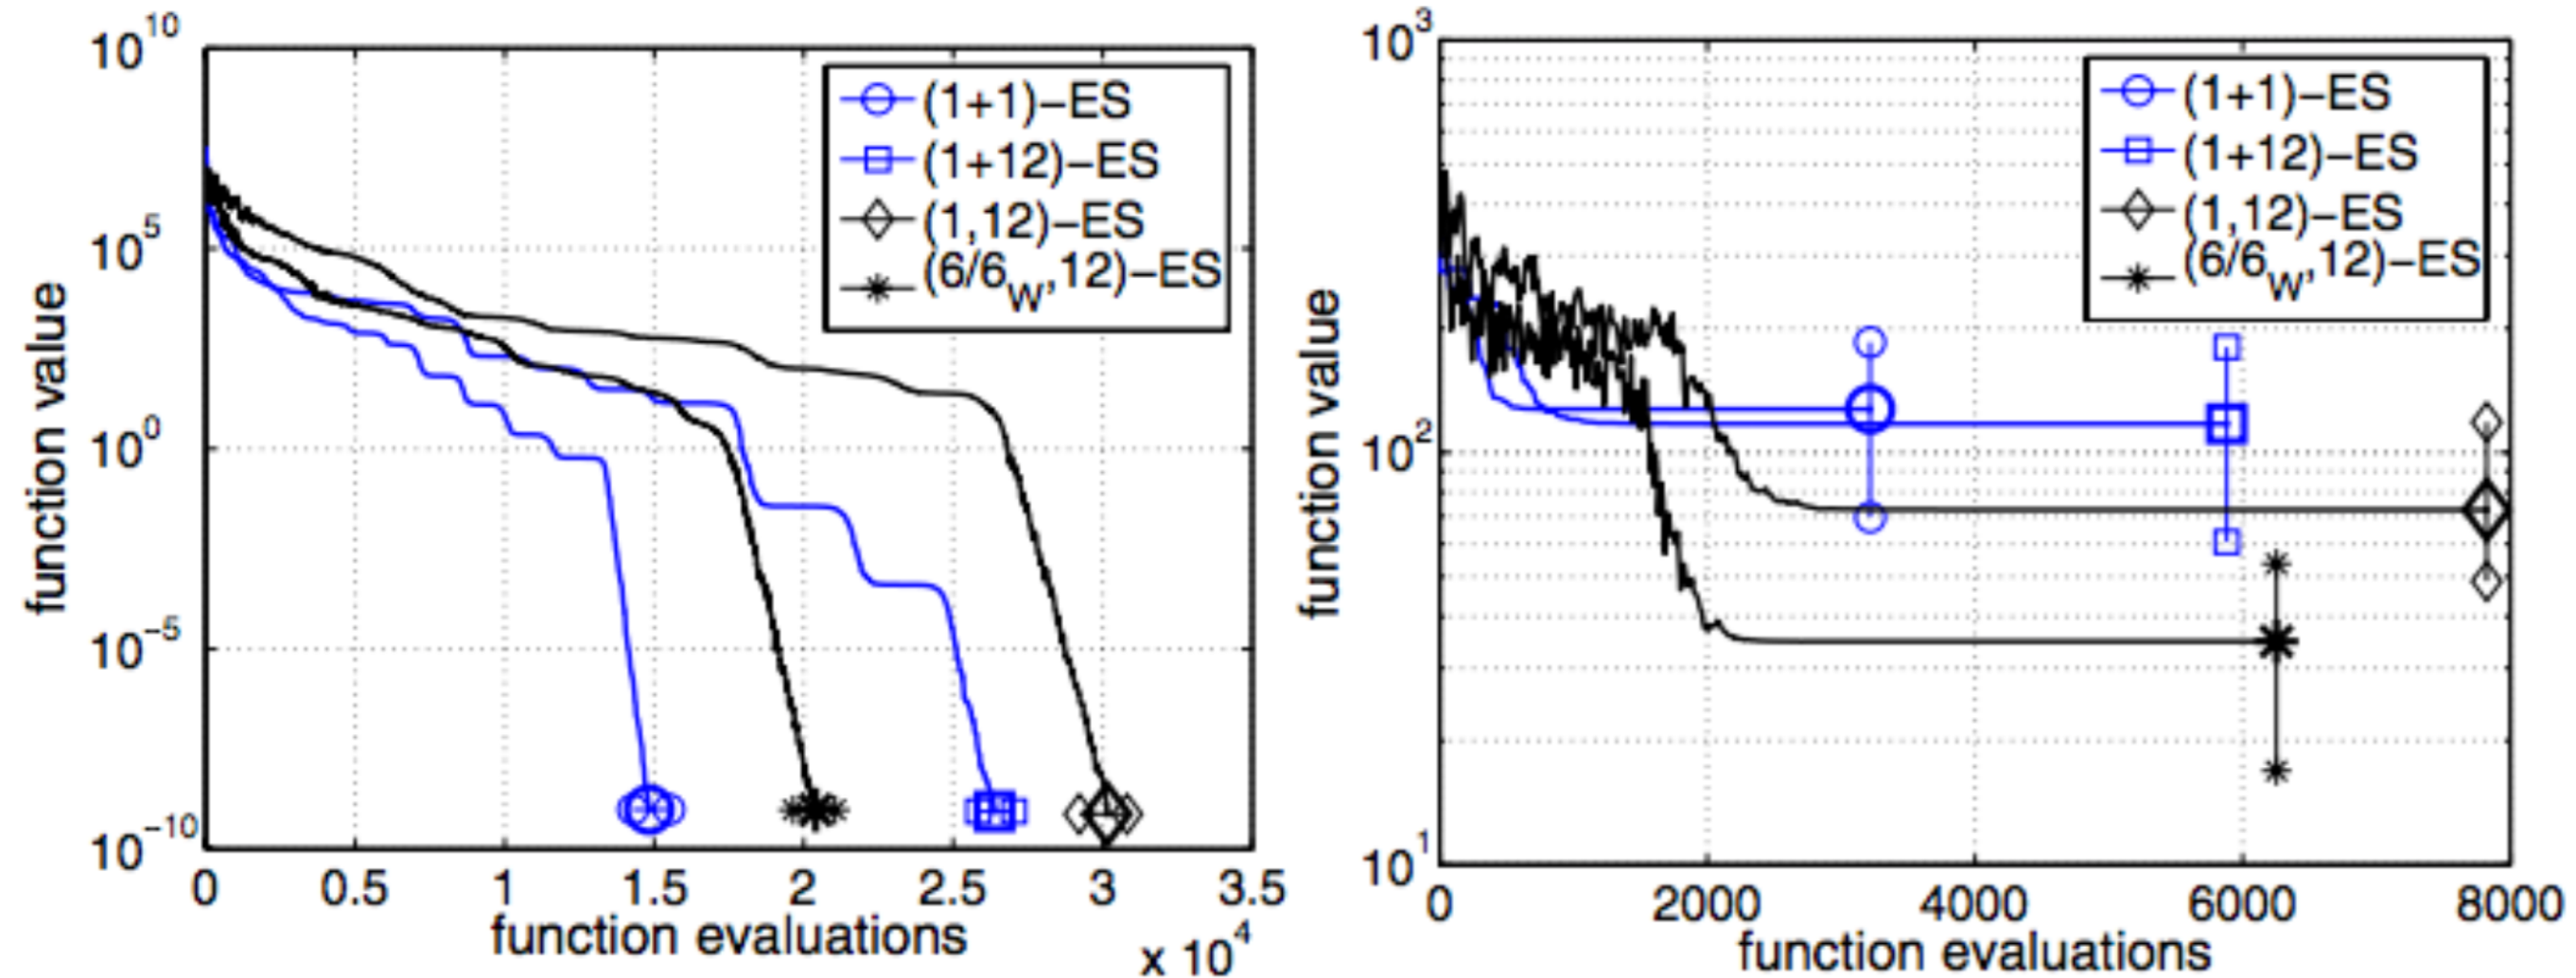 10^10
10^5
10^0
10^−5
10^−10
function value
(1+1)−ES
(1+12)−ES
(1,12)−ES
(6/6_W,12)−ES
0 0.5 1 1.5 2 2.5 3 3.5
function evaluations
x 10^4
10^3
10^2
10^1
function value
(1+1)−ES
(1+12)−ES
(1,12)−ES
(6/6_W,12)−ES
0 2000 4000 6000 8000
function evaluations